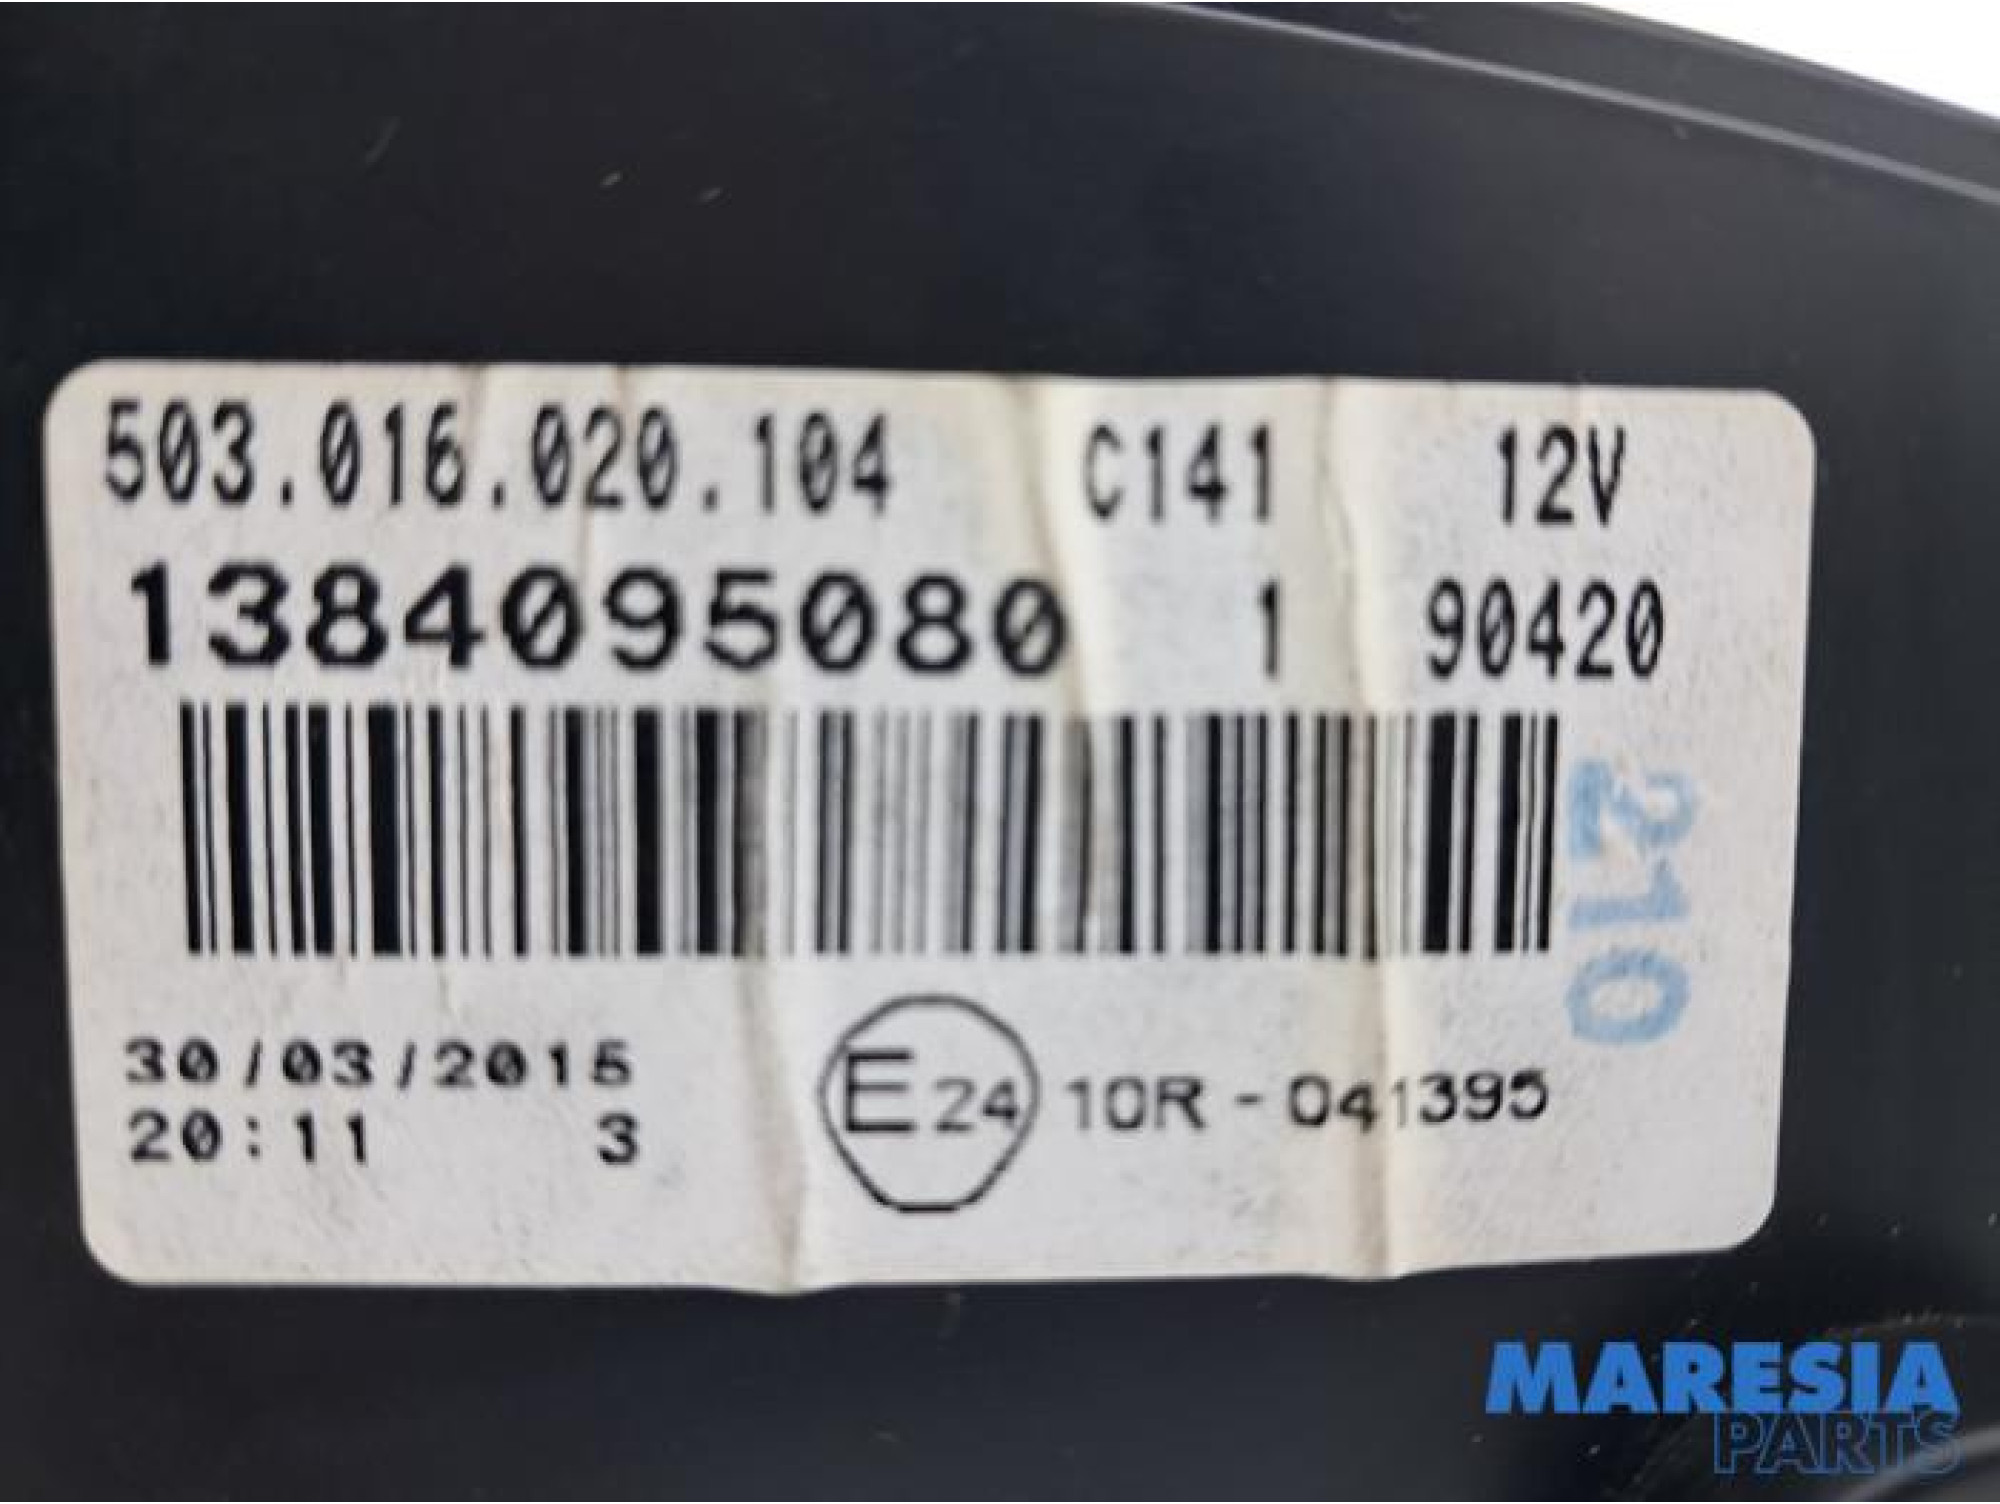 503.016.020.104 C141 12V
1384095080 1 90420
210
30/03/2015
20:11 3
E24 10R-041395
MARESIA
PARTS